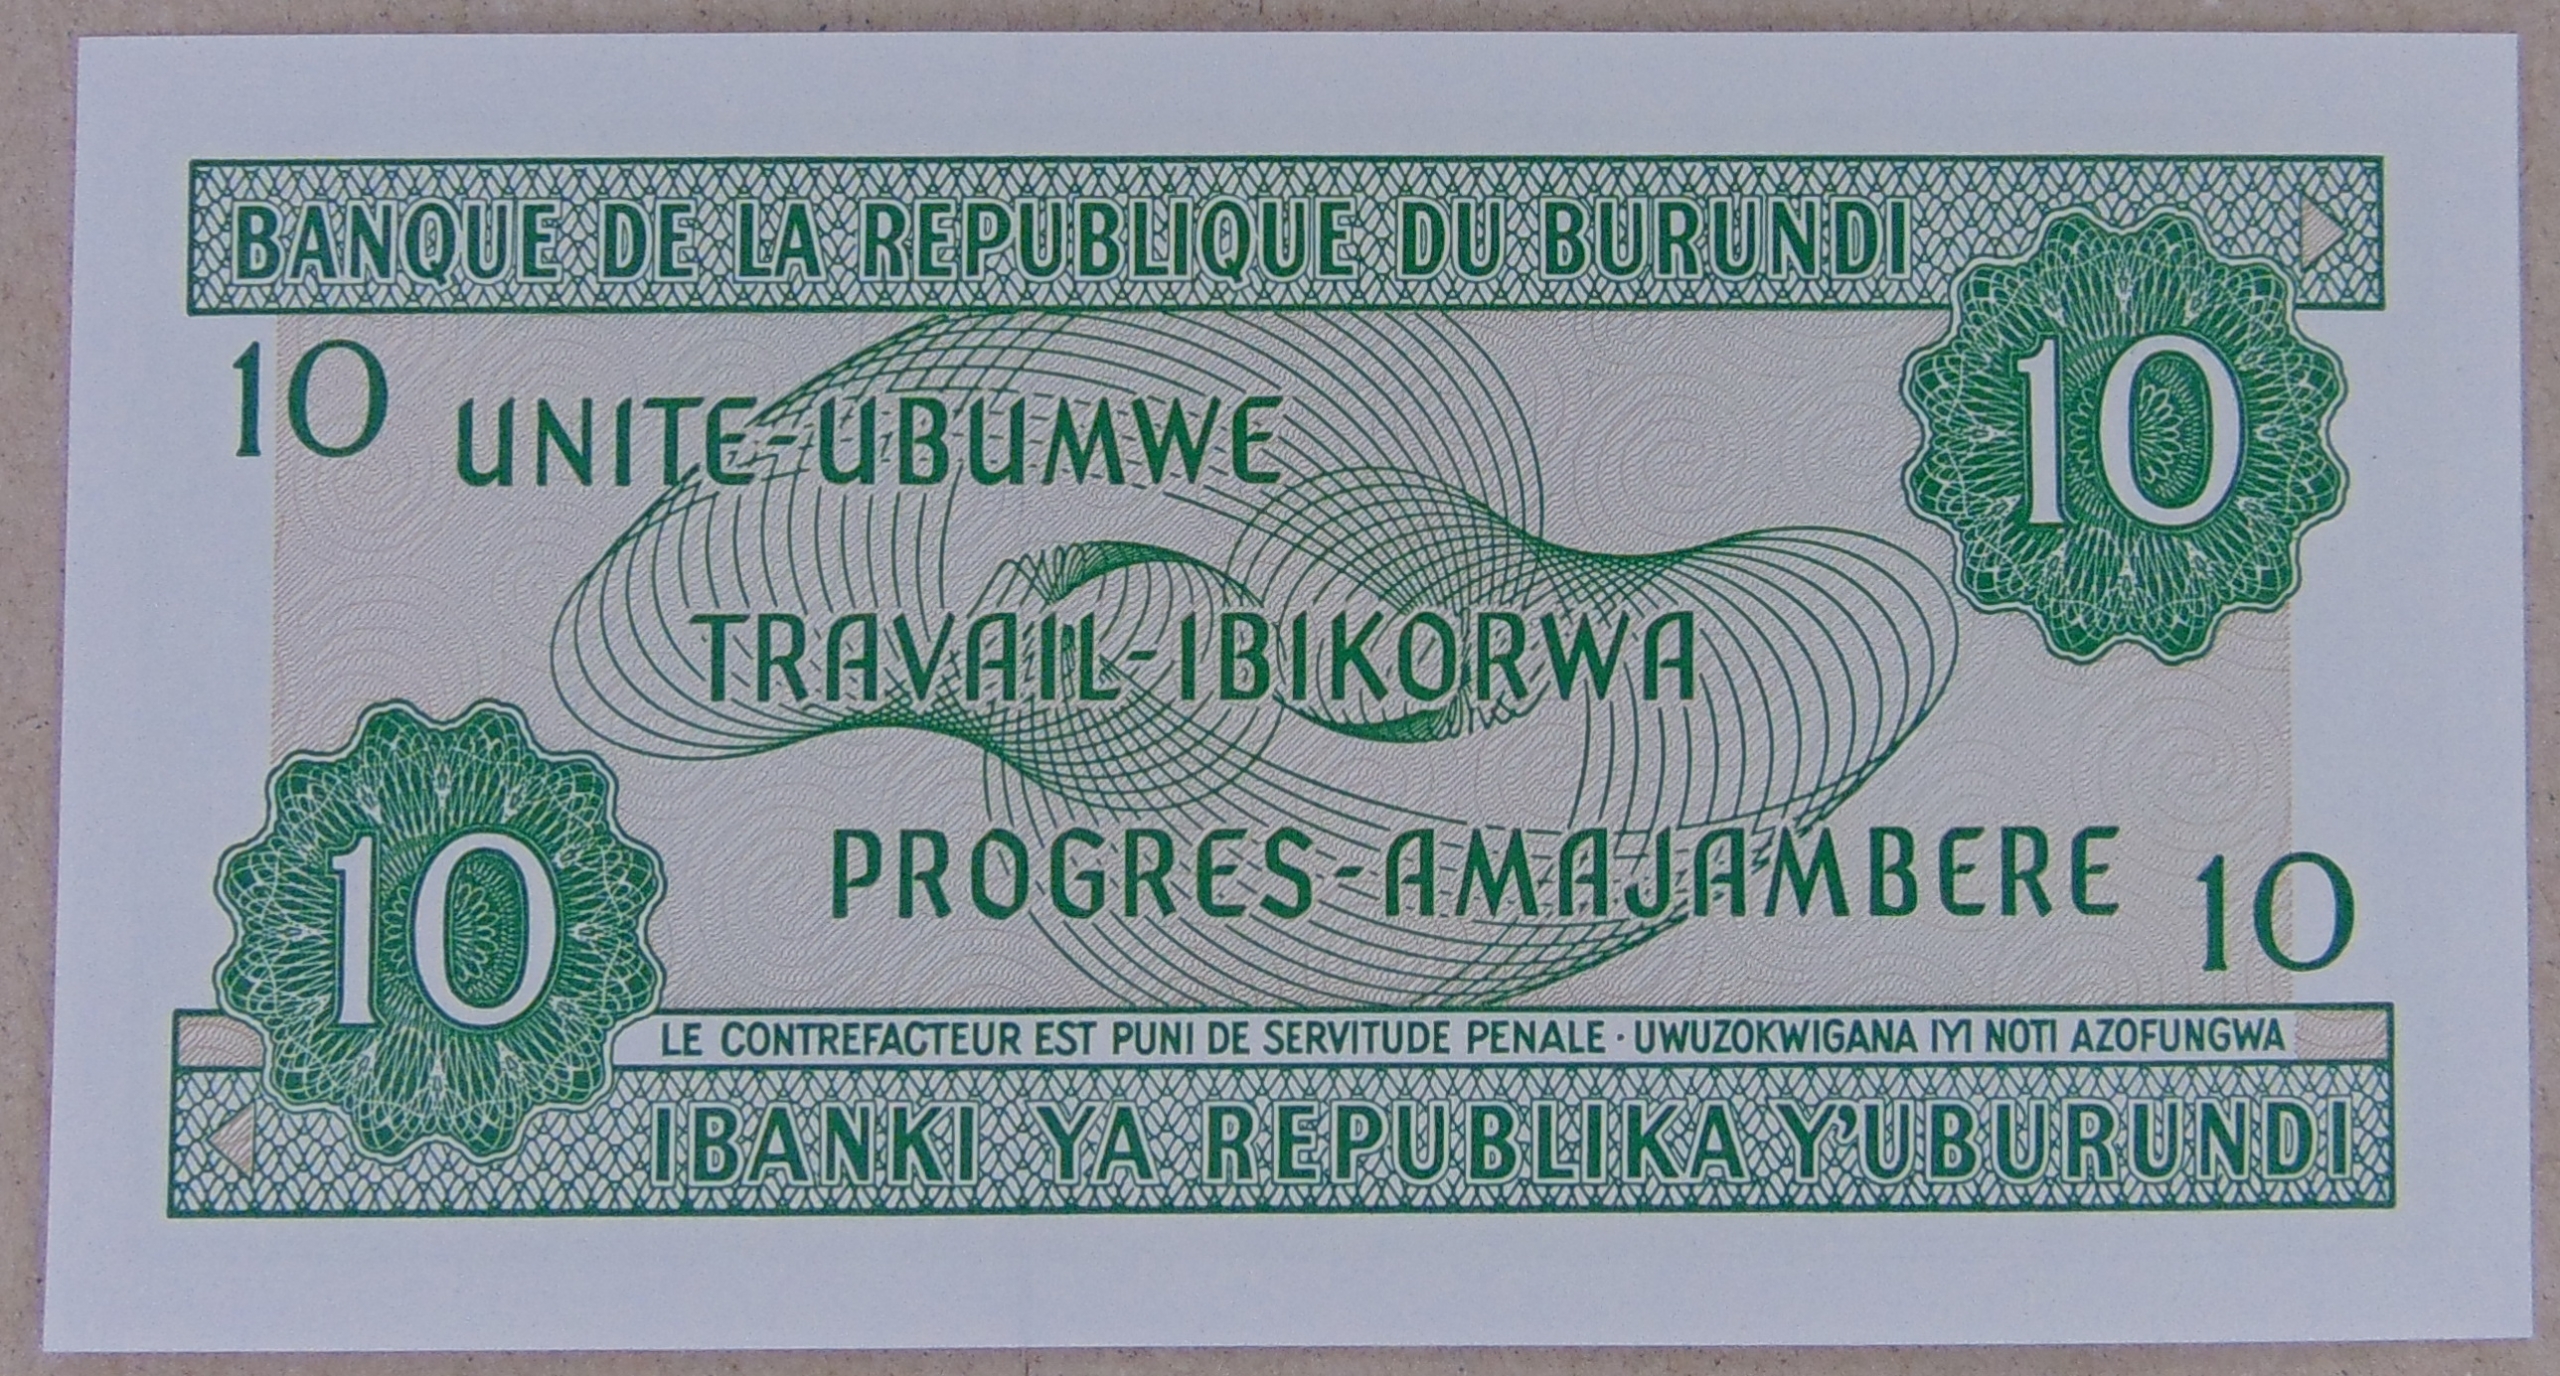 BANQUE DE LA REPUBLIQUE DU BURUNDI
10
10
UNITE-UBUMWE
TRAVAIL-IBIKORWA
PROGRES-AMAJAMBERE
10
10
LE CONTREFACTEUR EST PUNI DE SERVITUDE PENALE · UWUZOKWIGANA IYI NOTI AZOFUNGWA
IBANKI YA REPUBLIKA Y'UBURUNDI